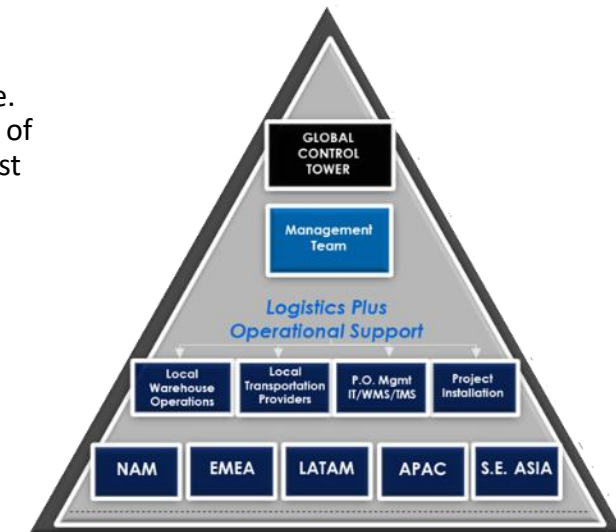 e.
of
st
GLOBAL
CONTROL
TOWER
Management
Team
Logistics Plus
Operational Support
Local
Warehouse
Operations
Local
Transportation
Providers
P.O. Mgmt
IT/WMS/TMS
Project
Installation
NAM
EMEA
LATAM
APAC
S.E. ASIA